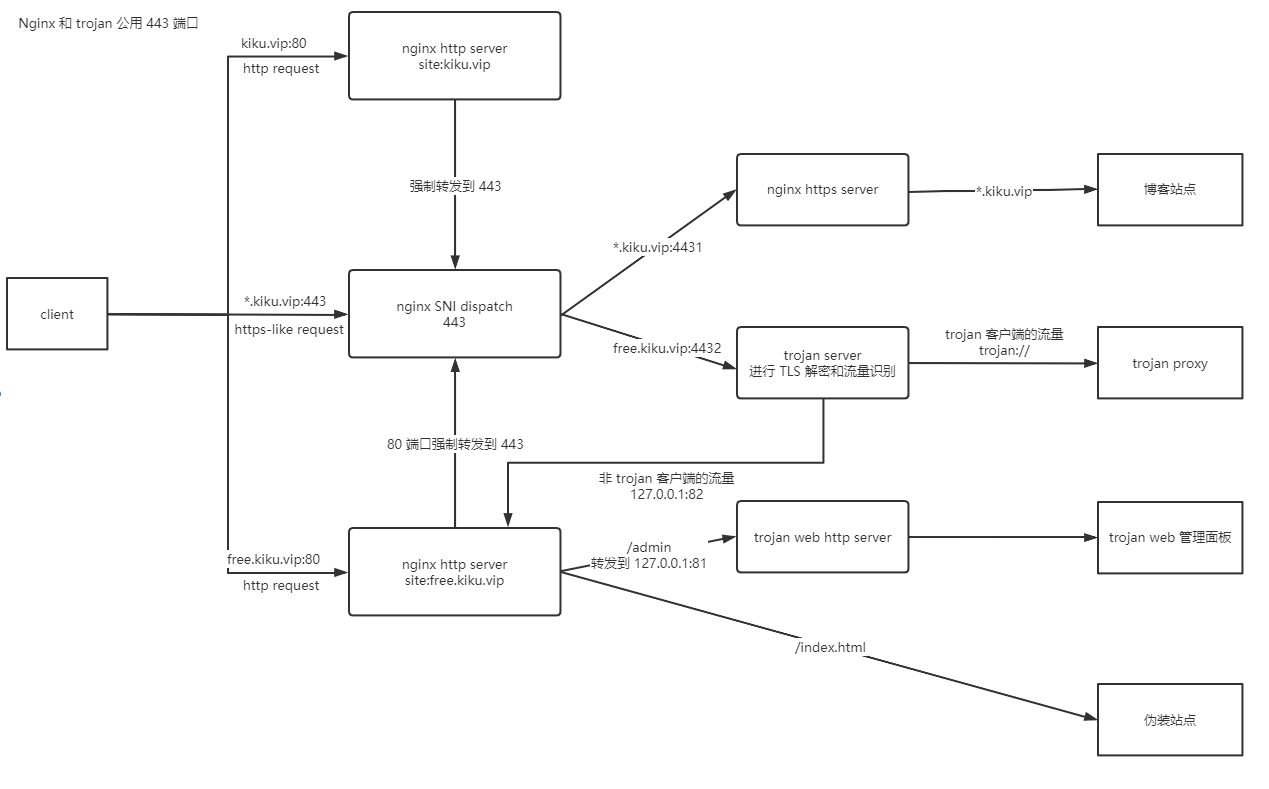 Nginx 和 trojan 公用 443 端口
kiku.vip:80
http request
nginx http server
site:kiku.vip
强制转发到 443
nginx https server
*.kiku.vip
博客站点
*.kiku.vip:4431
client
*.kiku.vip:443
https-like request
nginx SNI dispatch
443
free.kiku.vip:4432
trojan server
进行 TLS 解密和流量识别
trojan 客户端的流量
trojan://
trojan proxy
80 端口强制转发到 443
非 trojan 客户端的流量
127.0.0.1:82
free.kiku.vip:80
http request
nginx http server
site:free.kiku.vip
/admin
转发到 127.0.0.1:81
trojan web http server
trojan web 管理面板
/index.html
伪装站点